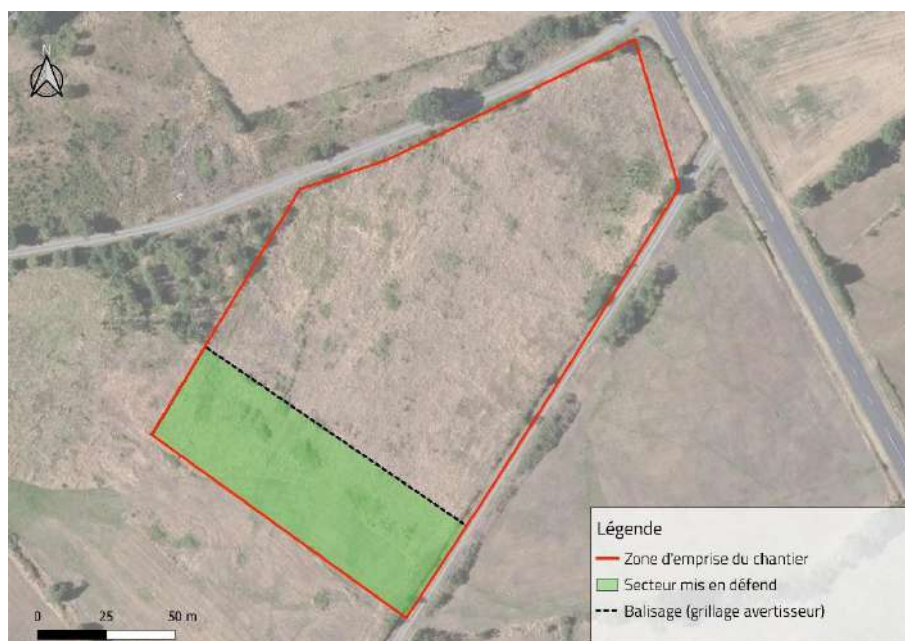 N
Légende
Zone d'emprise du chantier
Secteur mis en défend
Balisage (grillage avertisseur)
0 25 50 m